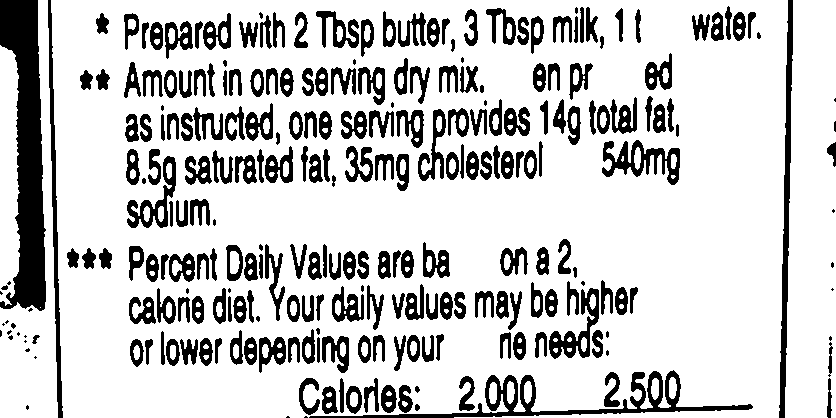 * Prepared with 2 Tbsp butter, 3 Tbsp milk, 1 t water.
** Amount in one serving dry mix. en pr ed
as instructed, one serving provides 14g total fat,
8.5g saturated fat, 35mg cholesterol 540mg
sodium.
*** Percent Daily Values are ba on a 2,
calorie diet. Your daily values may be higher
or lower depending on your rie needs:
Calories: 2,000 2,500